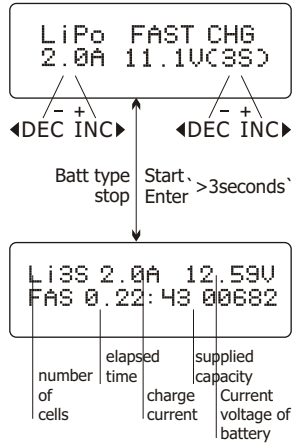 LiPo FAST CHG
2.0A 11.1V(3S)
- + - +
◀DEC INC▶ ◀DEC INC▶
Batt type stop
Start Enter `>3seconds`
Li3S 2.0A 12.59V
FAS 0.22:43 00682
number of cells
elapsed time
charge current
supplied capacity
Current voltage of battery